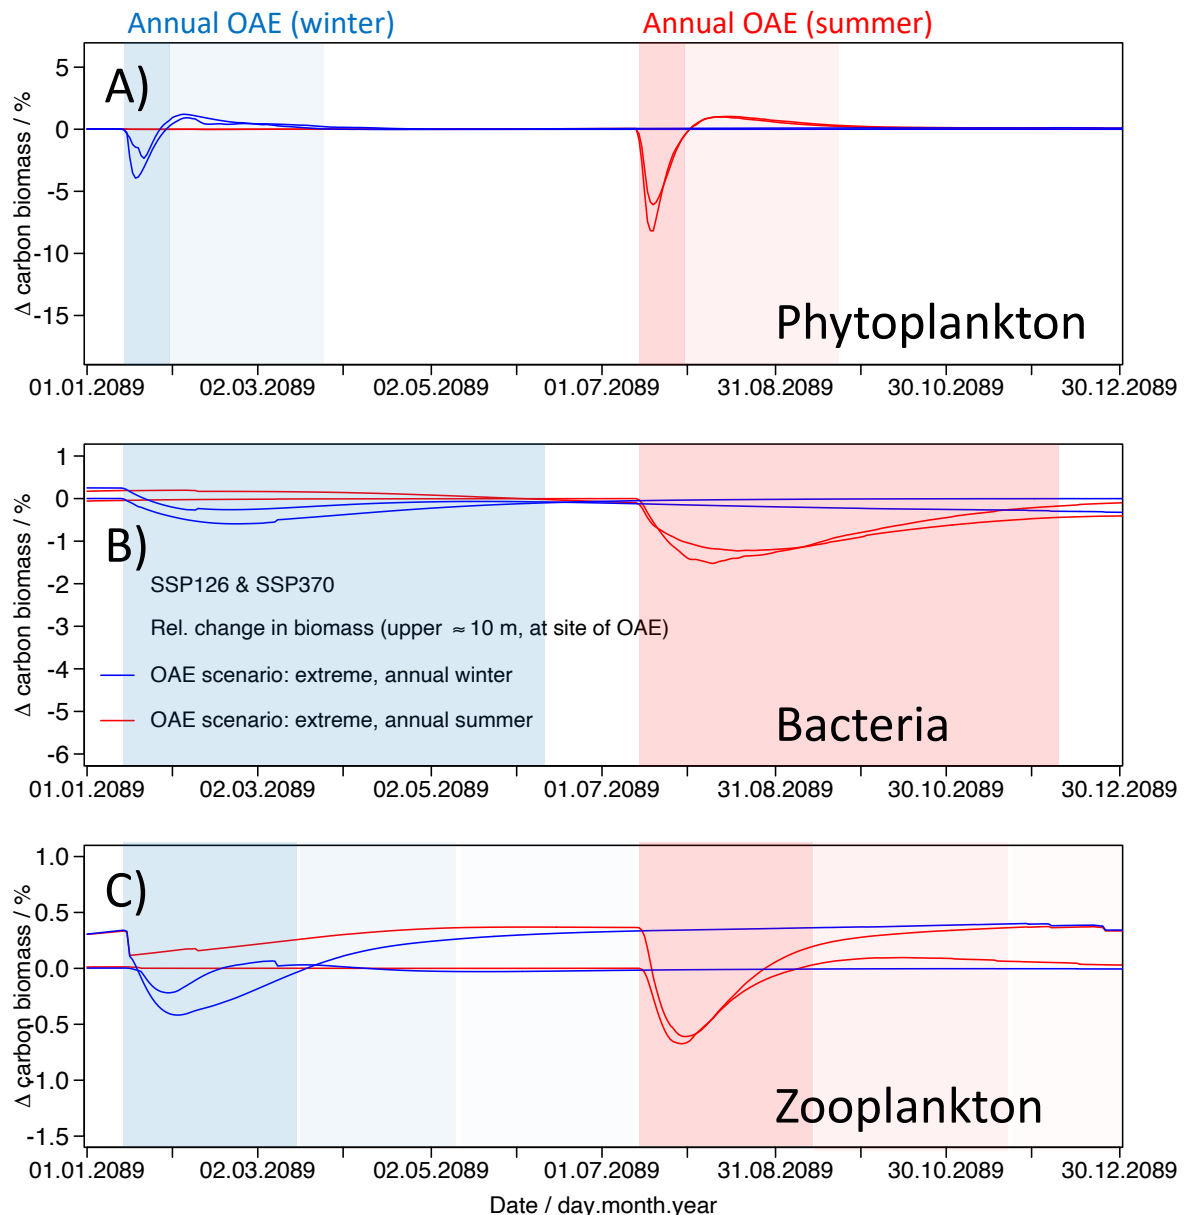 Annual OAE (winter) Annual OAE (summer)
A)
Δ carbon biomass / %
5
0
-5
-10
-15
Phytoplankton
01.01.2089 02.03.2089 02.05.2089 01.07.2089 31.08.2089 30.10.2089 30.12.2089
B)
Δ carbon biomass / %
1
0
-1
-2
-3
-4
-5
-6
SSP126 & SSP370
Rel. change in biomass (upper ≈ 10 m, at site of OAE)
OAE scenario: extreme, annual winter
OAE scenario: extreme, annual summer
Bacteria
01.01.2089 02.03.2089 02.05.2089 01.07.2089 31.08.2089 30.10.2089 30.12.2089
C)
Δ carbon biomass / %
1.0
0.5
0.0
-0.5
-1.0
-1.5
Zooplankton
01.01.2089 02.03.2089 02.05.2089 01.07.2089 31.08.2089 30.10.2089 30.12.2089
Date / day.month.year